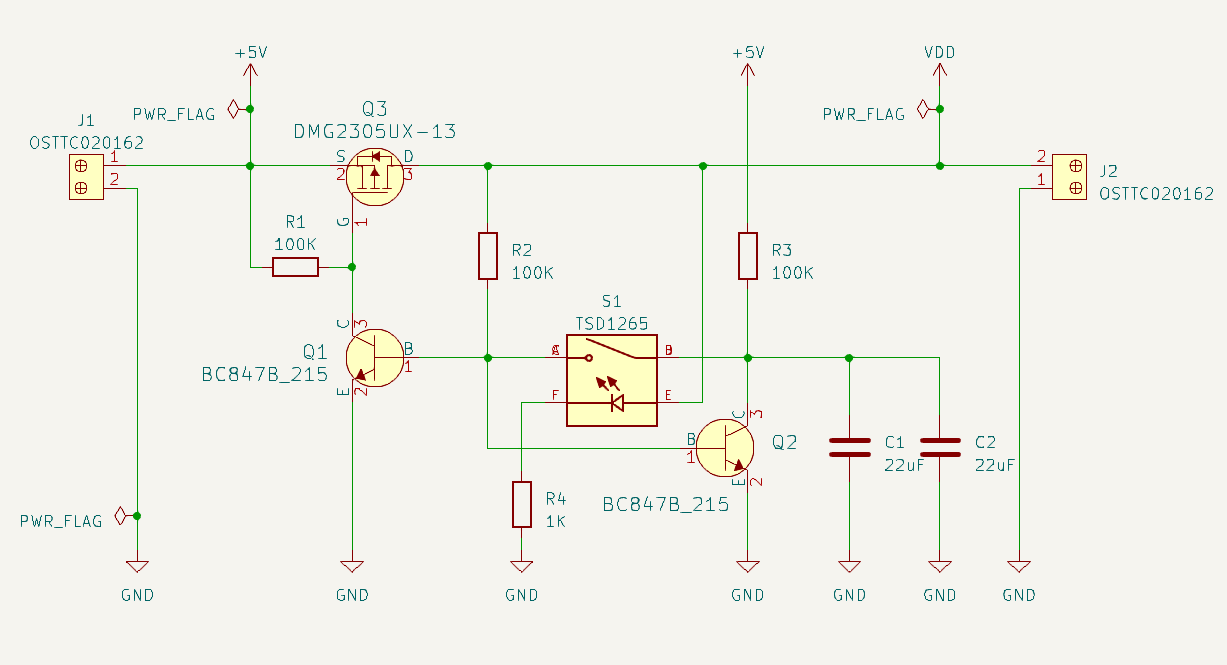 +5V
+5V
VDD
PWR_FLAG
Q3
PWR_FLAG
J1
DMG2305UX-13
OSTTC020162
1
S
D
2
2
2
3
1
J2
OSTTC020162
G
1
R1
100K
R2
100K
R3
100K
S1
TSD1265
C
3
Q1
B
A
B
BC847B_215
1
E
2
F
E
C
3
B
Q2
C1
C2
1
22uF
22uF
E
2
R4
BC847B_215
1K
PWR_FLAG
GND
GND
GND
GND
GND
GND
GND